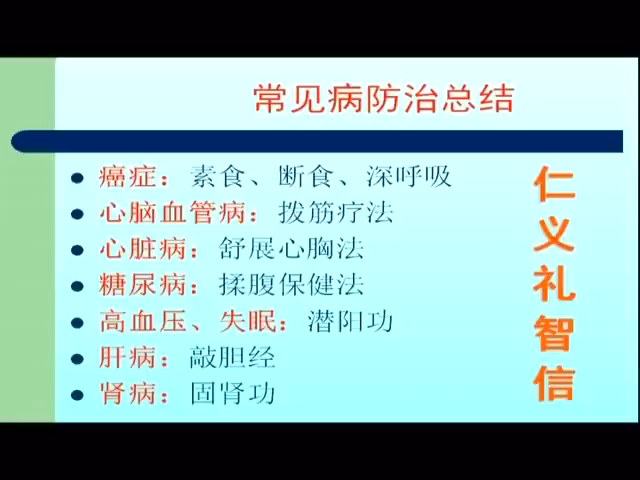 常见病防治总结
癌症：素食、断食、深呼吸
心脑血管病：拨筋疗法
心脏病：舒展心胸法
糖尿病：揉腹保健法
高血压、失眠：潜阳功
肝病：敲胆经
肾病：固肾功
仁义礼智信